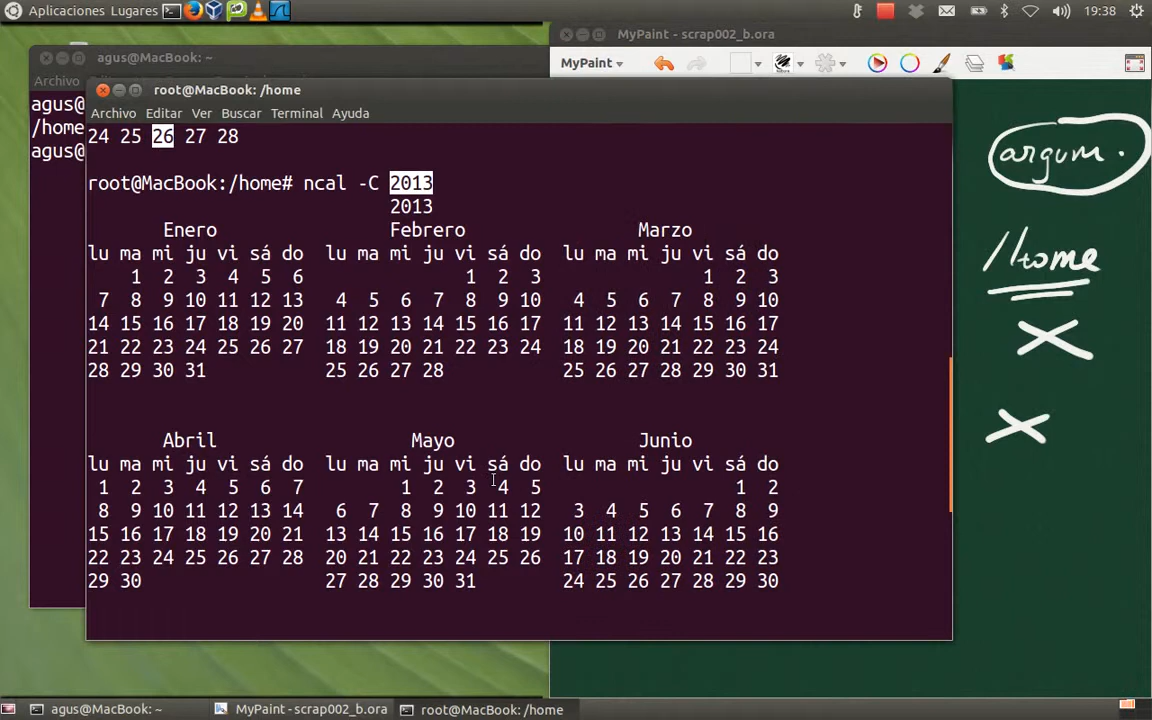 Aplicaciones Lugares
19:38
agus@MacBook: ~
MyPaint - scrap002_b.ora
Archivo
MyPaint
root@MacBook: /home
Archivo Editar Ver Buscar Terminal Ayuda
agus@
/home
agus@
24 25 26 27 28
root@MacBook:/home# ncal -C 2013
2013
Enero Febrero Marzo
lu ma mi ju vi sá do lu ma mi ju vi sá do lu ma mi ju vi sá do
1 2 3 4 5 6 1 2 3 1 2 3
7 8 9 10 11 12 13 4 5 6 7 8 9 10 4 5 6 7 8 9 10
14 15 16 17 18 19 20 11 12 13 14 15 16 17 11 12 13 14 15 16 17
21 22 23 24 25 26 27 18 19 20 21 22 23 24 18 19 20 21 22 23 24
28 29 30 31 25 26 27 28 25 26 27 28 29 30 31
Abril Mayo Junio
lu ma mi ju vi sá do lu ma mi ju vi sá do lu ma mi ju vi sá do
1 2 3 4 5 6 7 1 2 3 4 5 1 2
8 9 10 11 12 13 14 6 7 8 9 10 11 12 3 4 5 6 7 8 9
15 16 17 18 19 20 21 13 14 15 16 17 18 19 10 11 12 13 14 15 16
22 23 24 25 26 27 28 20 21 22 23 24 25 26 17 18 19 20 21 22 23
29 30 27 28 29 30 31 24 25 26 27 28 29 30
argum.
/home
X
X
agus@MacBook: ~
MyPaint - scrap002_b.ora
root@MacBook: /home